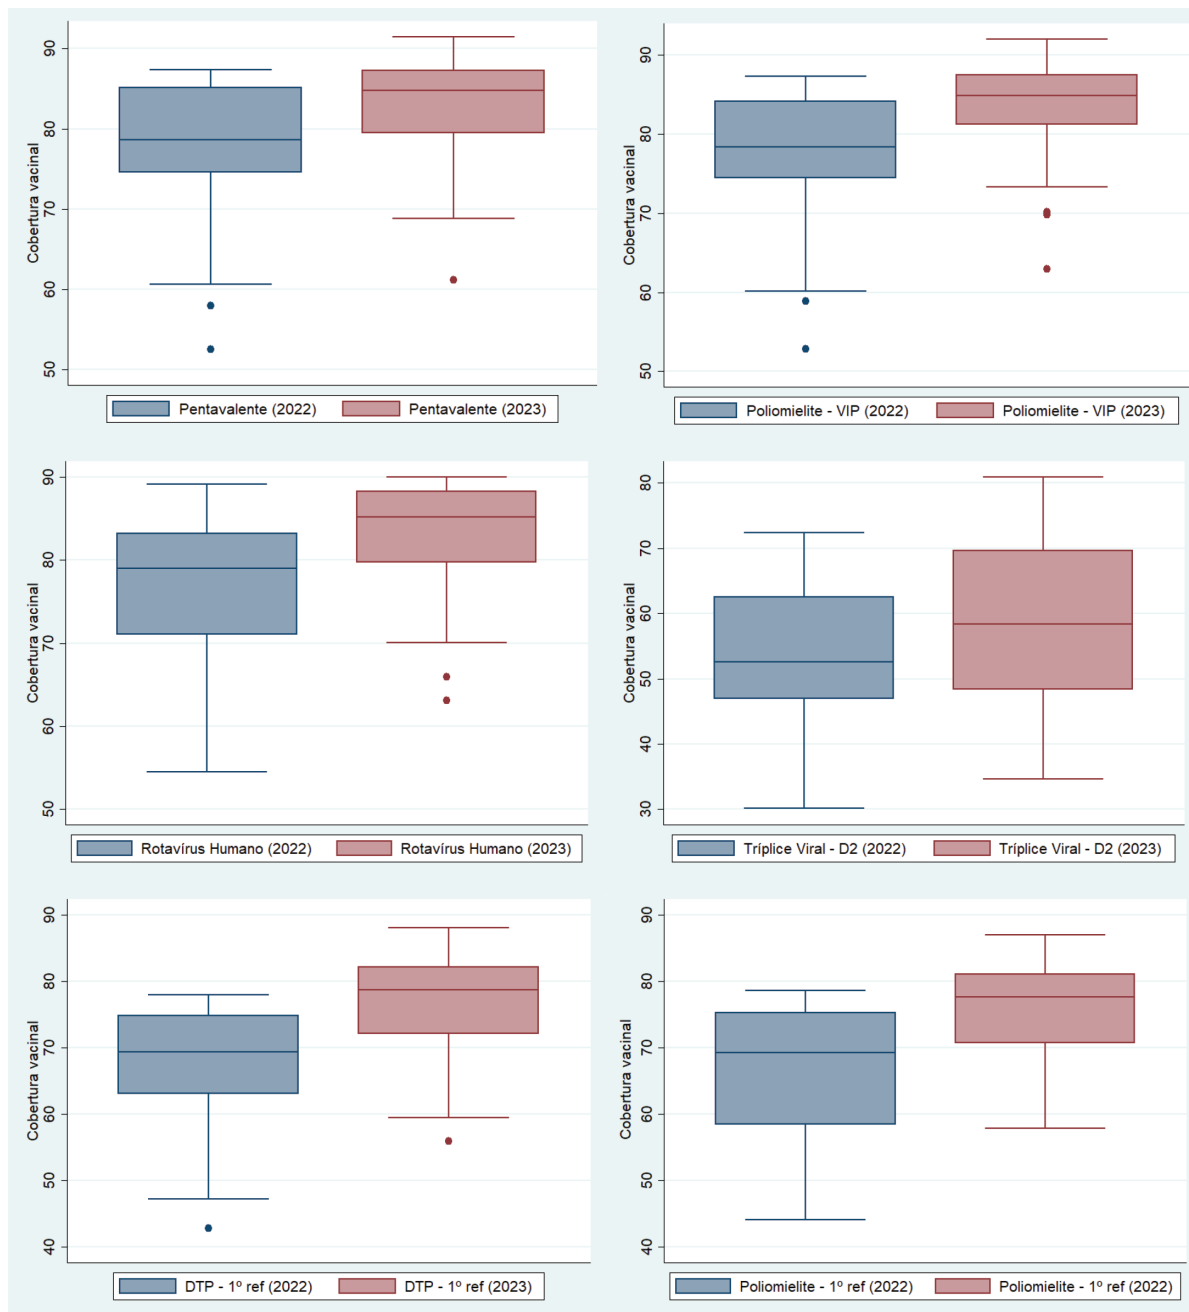 Cobertura vacinal
90
80
70
60
50
Pentavalente (2022) Pentavalente (2023)
Cobertura vacinal
90
80
70
60
50
Poliomielite - VIP (2022) Poliomielite - VIP (2023)
Cobertura vacinal
90
80
70
60
50
Rotavírus Humano (2022) Rotavírus Humano (2023)
Cobertura vacinal
80
70
60
50
40
30
Tríplice Viral - D2 (2022) Tríplice Viral - D2 (2023)
Cobertura vacinal
90
80
70
60
50
40
DTP - 1º ref (2022) DTP - 1º ref (2023)
Cobertura vacinal
90
80
70
60
50
40
Poliomielite - 1º ref (2022) Poliomielite - 1º ref (2022)